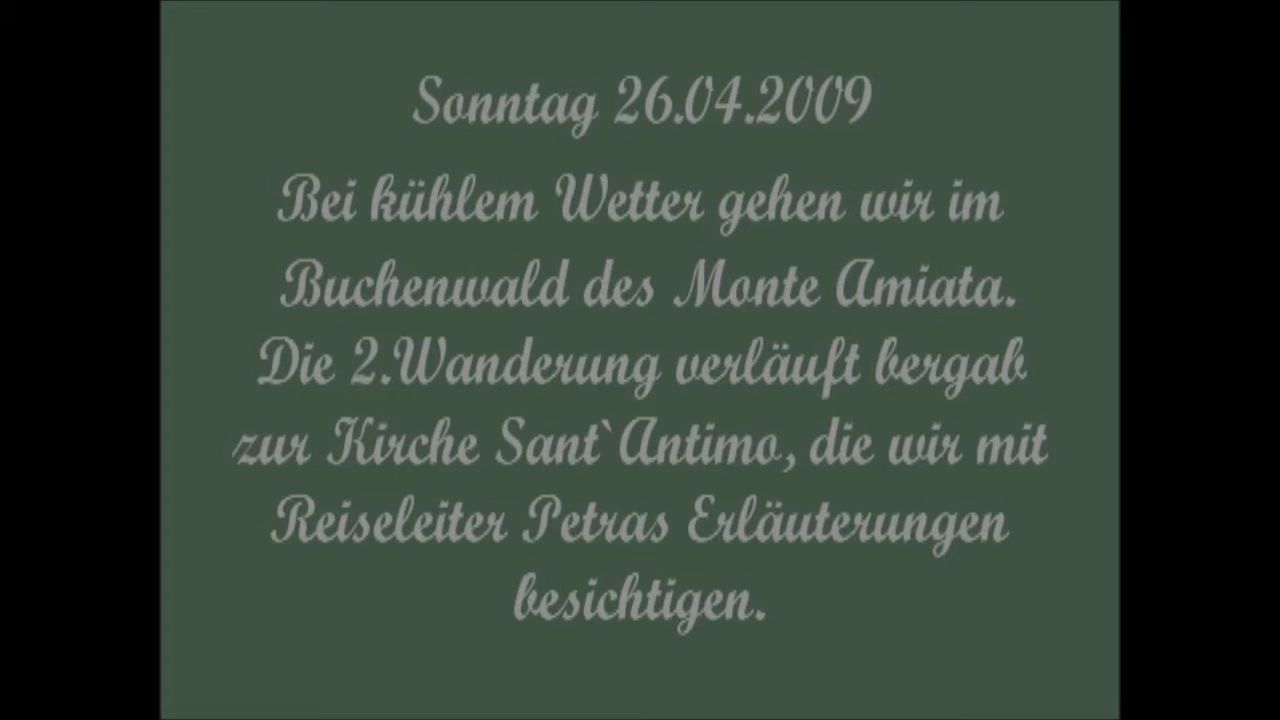 Sonntag 26.04.2009
Bei kühlem Wetter gehen wir im
Buchenwald des Monte Amiata.
Die 2.Wanderung verläuft bergab
zur Kirche Sant`Antimo, die wir mit
Reiseleiter Petras Erläuterungen
besichtigen.